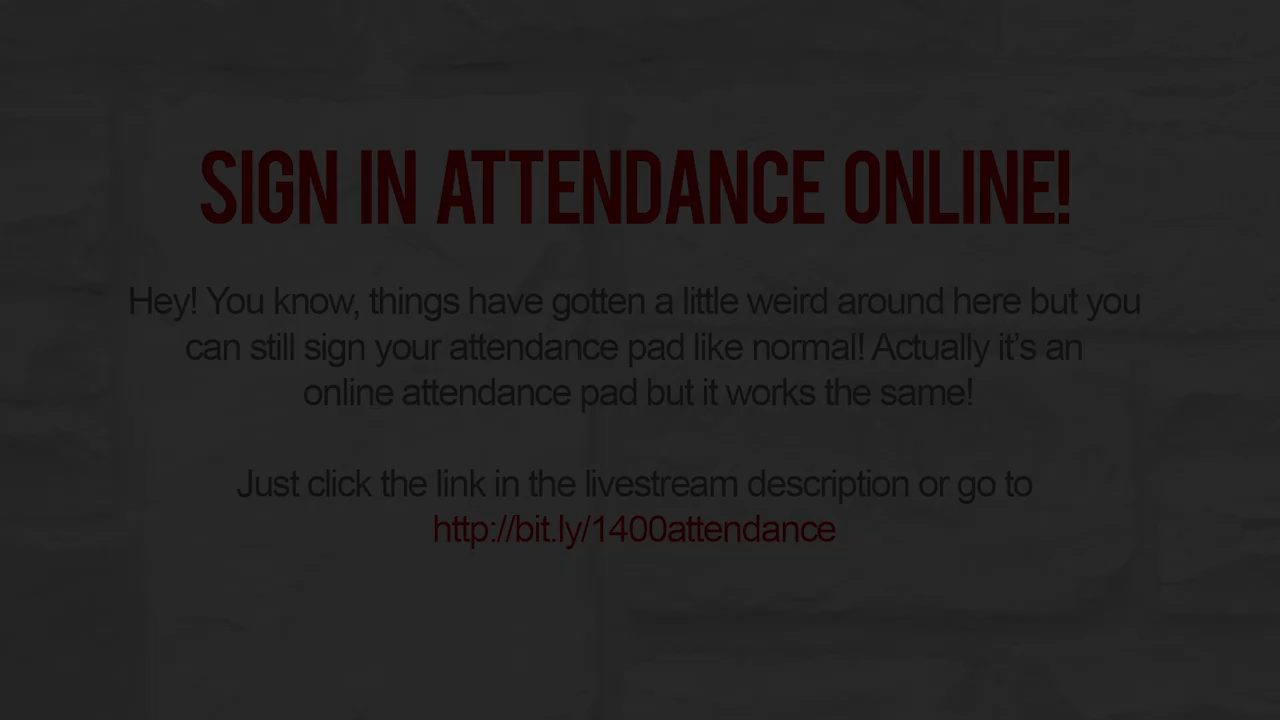 SIGN IN ATTENDANCE ONLINE!
Hey! You know, things have gotten a little weird around here but you
can still sign your attendance pad like normal! Actually it’s an
online attendance pad but it works the same!
Just click the link in the livestream description or go to
http://bit.ly/1400attendance